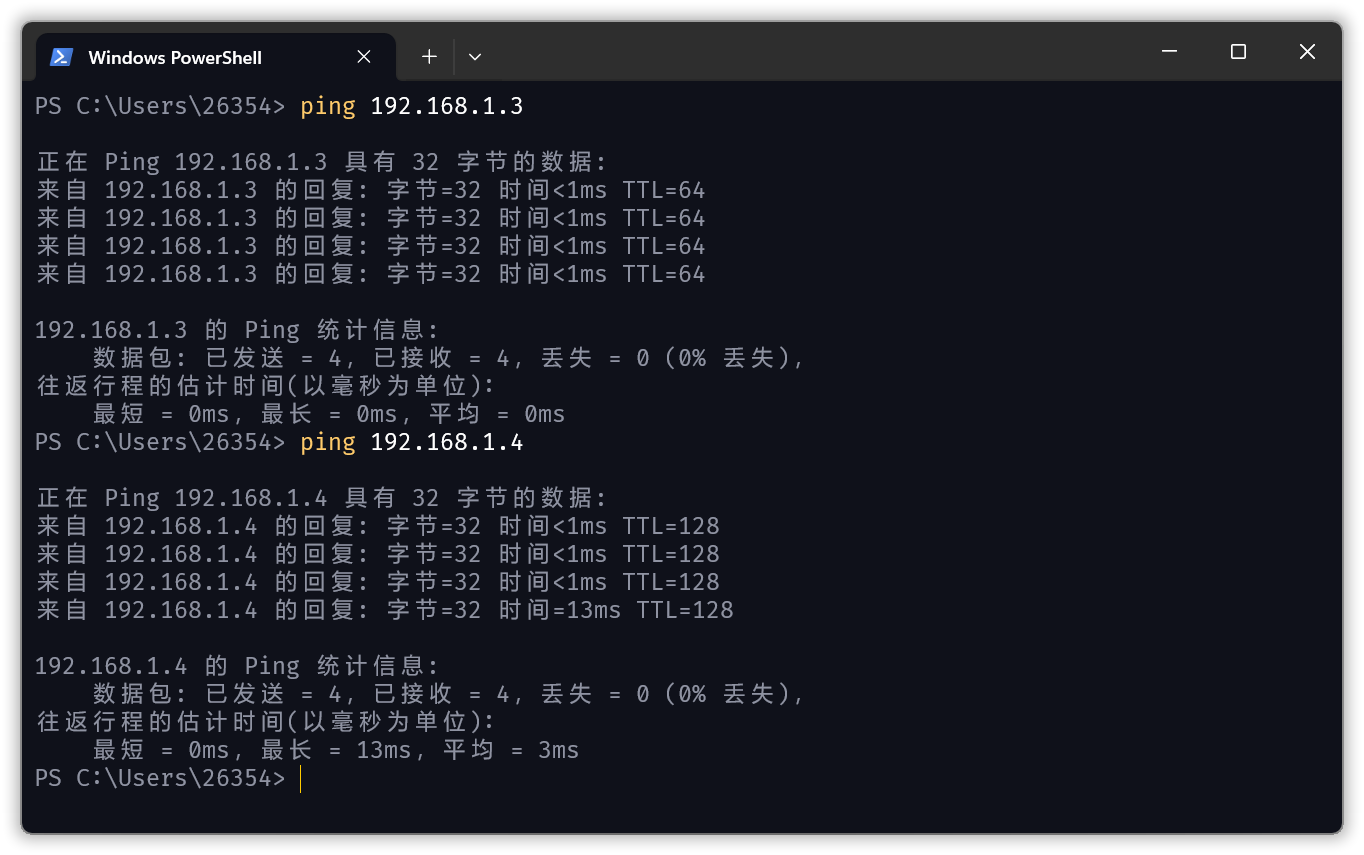 Windows PowerShell
PS C:\Users\26354> ping 192.168.1.3
正在 Ping 192.168.1.3 具有 32 字节的数据:
来自 192.168.1.3 的回复: 字节=32 时间<1ms TTL=64
来自 192.168.1.3 的回复: 字节=32 时间<1ms TTL=64
来自 192.168.1.3 的回复: 字节=32 时间<1ms TTL=64
来自 192.168.1.3 的回复: 字节=32 时间<1ms TTL=64
192.168.1.3 的 Ping 统计信息:
数据包: 已发送 = 4, 已接收 = 4, 丢失 = 0 (0% 丢失),
往返行程的估计时间(以毫秒为单位):
最短 = 0ms, 最长 = 0ms, 平均 = 0ms
PS C:\Users\26354> ping 192.168.1.4
正在 Ping 192.168.1.4 具有 32 字节的数据:
来自 192.168.1.4 的回复: 字节=32 时间<1ms TTL=128
来自 192.168.1.4 的回复: 字节=32 时间<1ms TTL=128
来自 192.168.1.4 的回复: 字节=32 时间<1ms TTL=128
来自 192.168.1.4 的回复: 字节=32 时间=13ms TTL=128
192.168.1.4 的 Ping 统计信息:
数据包: 已发送 = 4, 已接收 = 4, 丢失 = 0 (0% 丢失),
往返行程的估计时间(以毫秒为单位):
最短 = 0ms, 最长 = 13ms, 平均 = 3ms
PS C:\Users\26354>